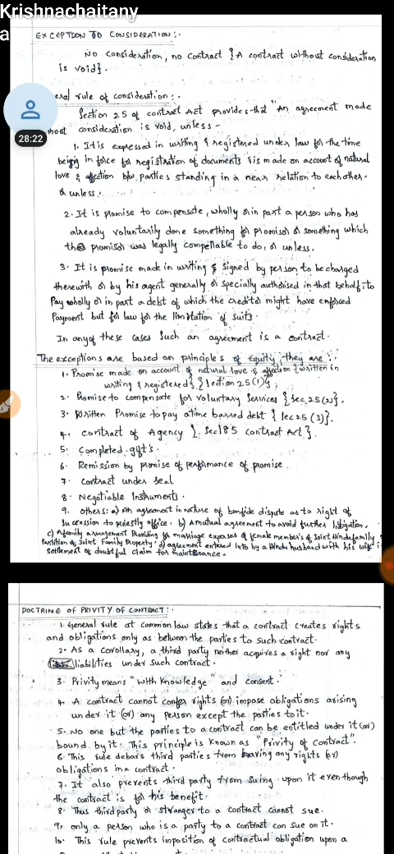 Krishnachaitany
a
EXCEPTION TO CONSIDERATION:-
No consideration, no contract {A contract without consideration
is void}.
eral rule of consideration:-
Section 25 of contract Act provides that "An agreement made
hout consideration is void, unless -
28:22
1. It is expressed in writing & registered under law for the time
being in force for registration of documents & is made on account of natural
love & affection b/w parties standing in a near relation to each other.
or unless.
2. It is promise to compensate, wholly or in part a person who has
already voluntarily done something for promisor or something which
the promisor was legally compellable to do, or unless.
3. It is promise made in writing & signed by person to be charged
therewith or by his agent generally or specially authorised in that behalf, to
Pay wholly or in part a debt of which the creditor might have enforced
Payment but for law for the limitation of suits.
In any of these cases such an agreement is a contract.
The exceptions are based on principles of equity, they are:-
1. Promise made on account of natural love & affection {written in
writing & registered} {Section 25(1)};
2. Promise to compensate for voluntary services {Sec.25(2)}.
3. Written Promise to pay a time barred debt {Sec 25(3)}.
4. contract of Agency {Sec185 contract Act}.
5. Completed gift's.
6. Remission by promise of performance of promise
7. Contract under Seal
8. Negotiable Instruments.
9. others: a) An agreement in nature of bonfide dispute as to right of
Succession to priestly office. b) A mutual agreement to avoid further litigation.
c) A family arrangement Providing for marriage expenses of female member's of Joint Hindu family
Partition of Joint Family Property. d) agreement entered into by a Hindu husband with his wife
settlement of doubtful claim for maintenance.
DOCTRINE OF PRIVITY OF CONTRACT:-
1. General rule at common law states that a contract creates rights
and obligations only as between the parties to such contract.
2. As a corollary, a third party neither acquires a right nor any
liabilities under such contract.
3. Privity means "with knowledge" and consent.
4. A contract cannot confer rights (or) impose obligations arising
under it (or) any person except the parties to it.
5. No one but the parties to a contract can be entitled under it (or)
bound by it. This principle is known as "Privity of contract".
6. This rule debars third parties from having any rights (or)
obligations in a contract.
7. It also prevents third party from suing upon it even though
the contract is for his benefit.
8. Thus third party or stranger to a contract cannot sue.
9. only a person who is a party to a contract can sue on it.
10. This rule prevents imposition of contractual obligation upon a